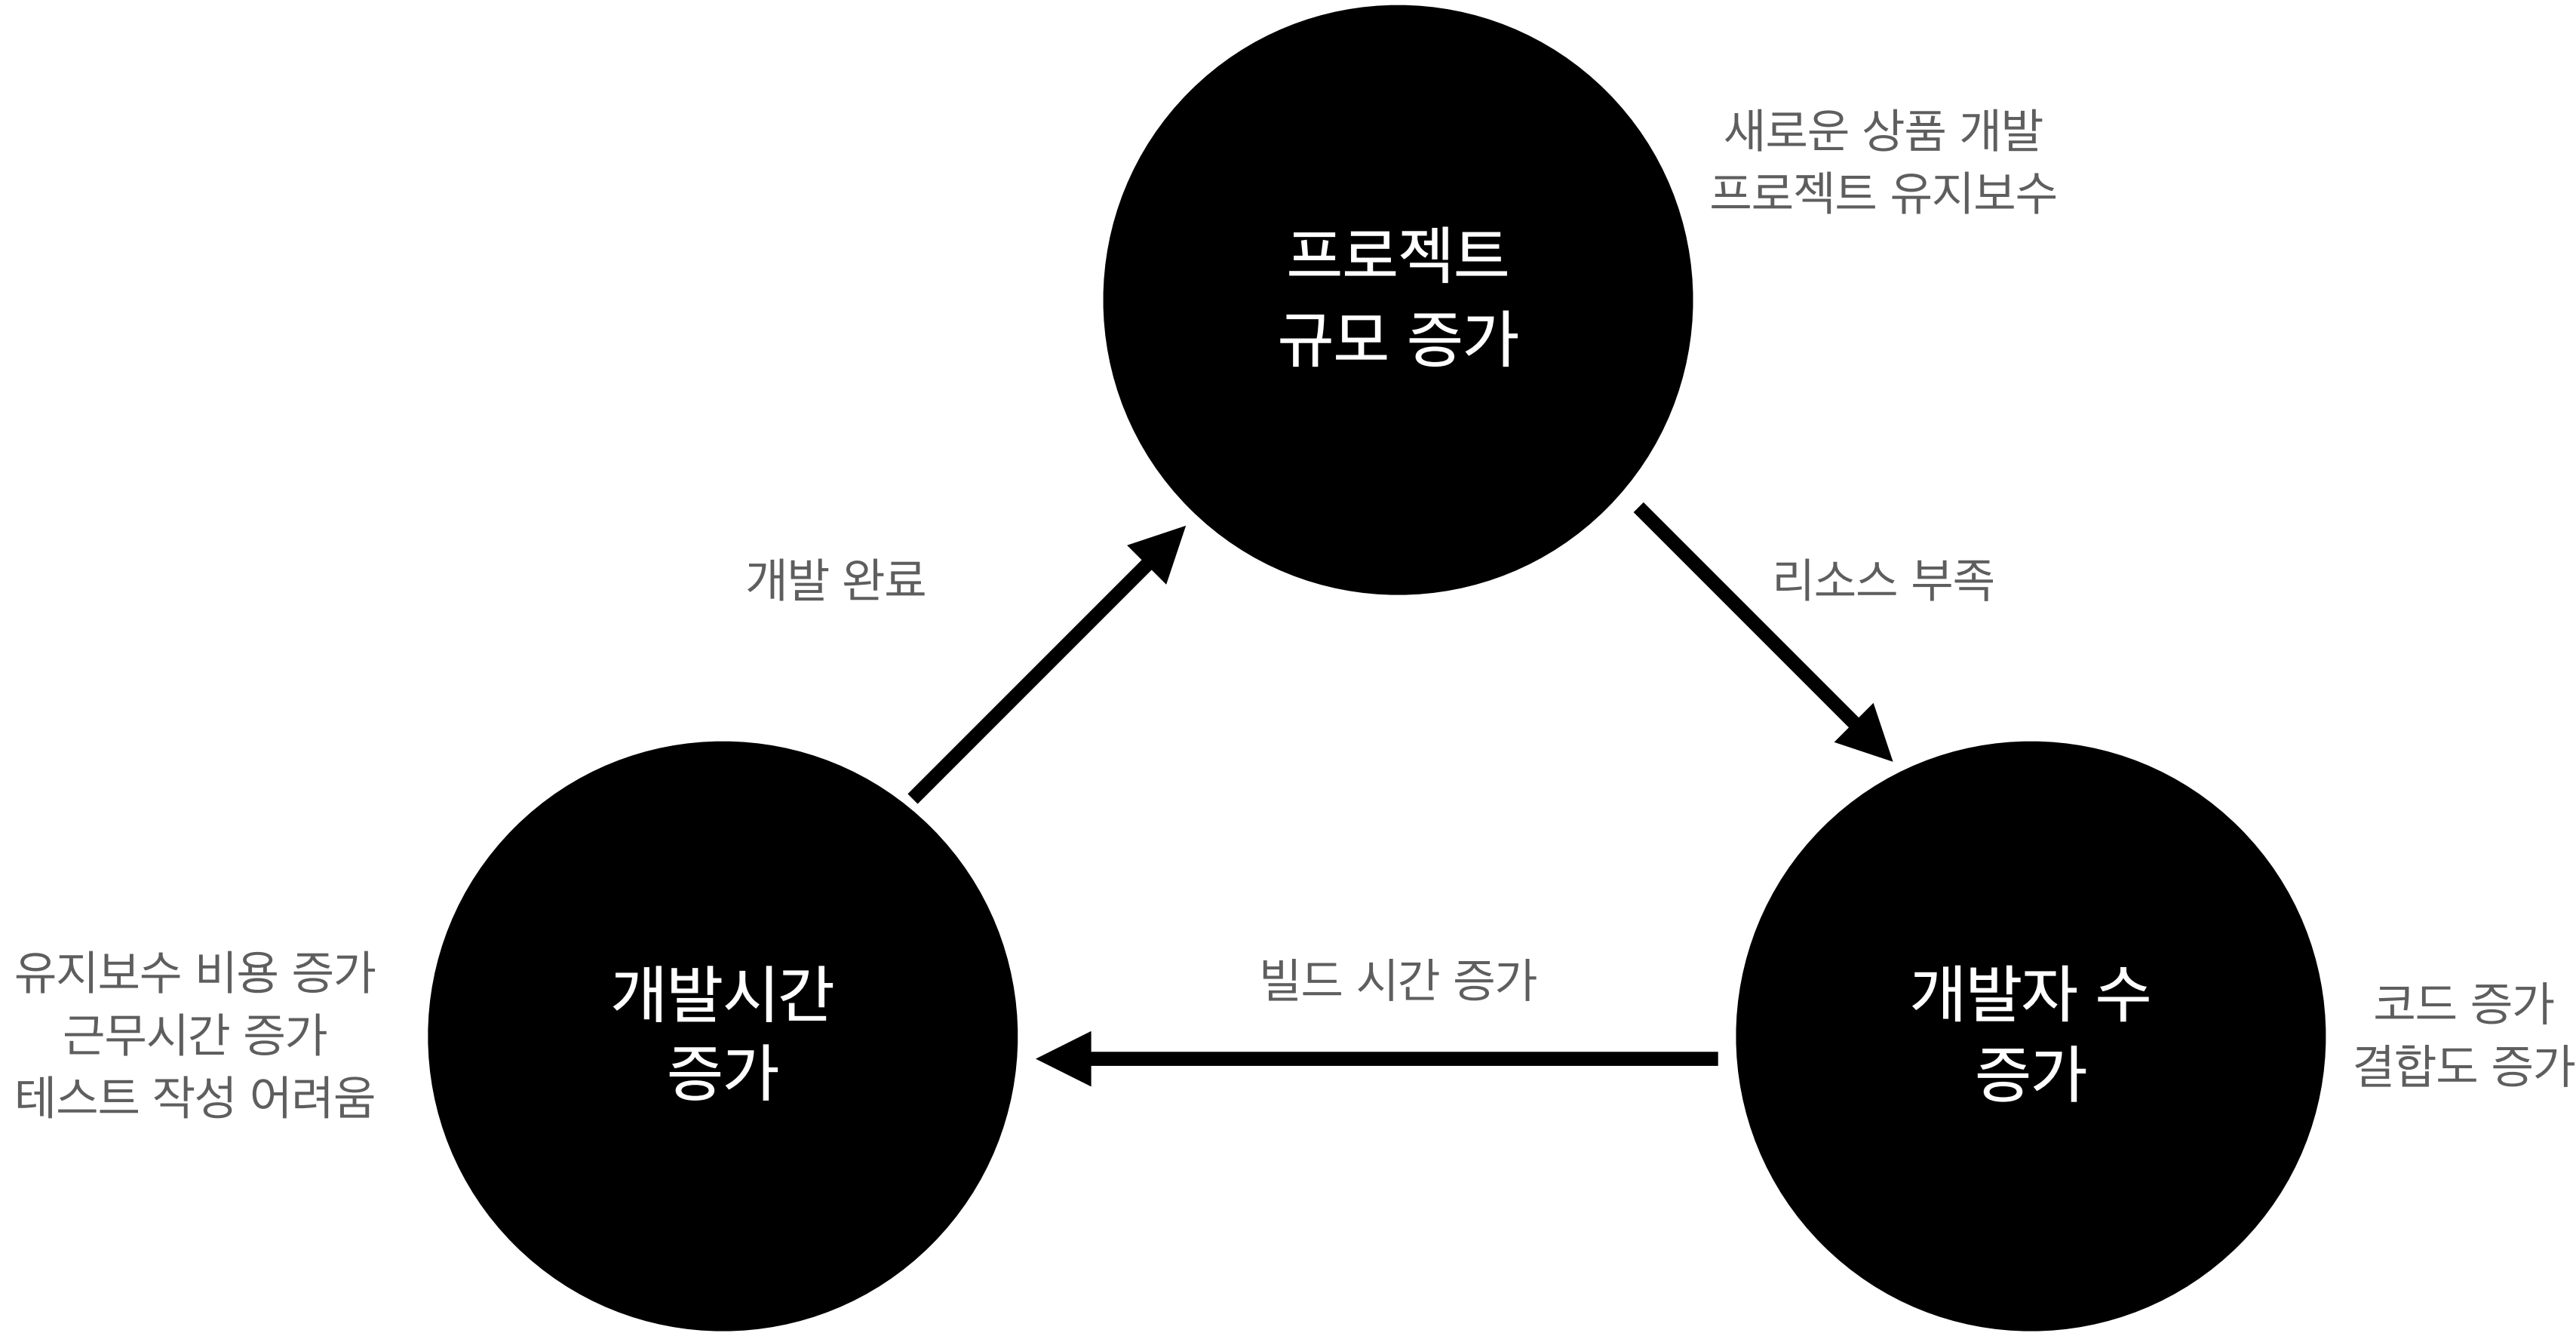 새로운 상품 개발
프로젝트 유지보수
프로젝트
규모 증가
개발 완료
리소스 부족
유지보수 비용 증가
근무시간 증가
테스트 작성 어려움
개발시간
증가
빌드 시간 증가
개발자 수
증가
코드 증가
결합도 증가